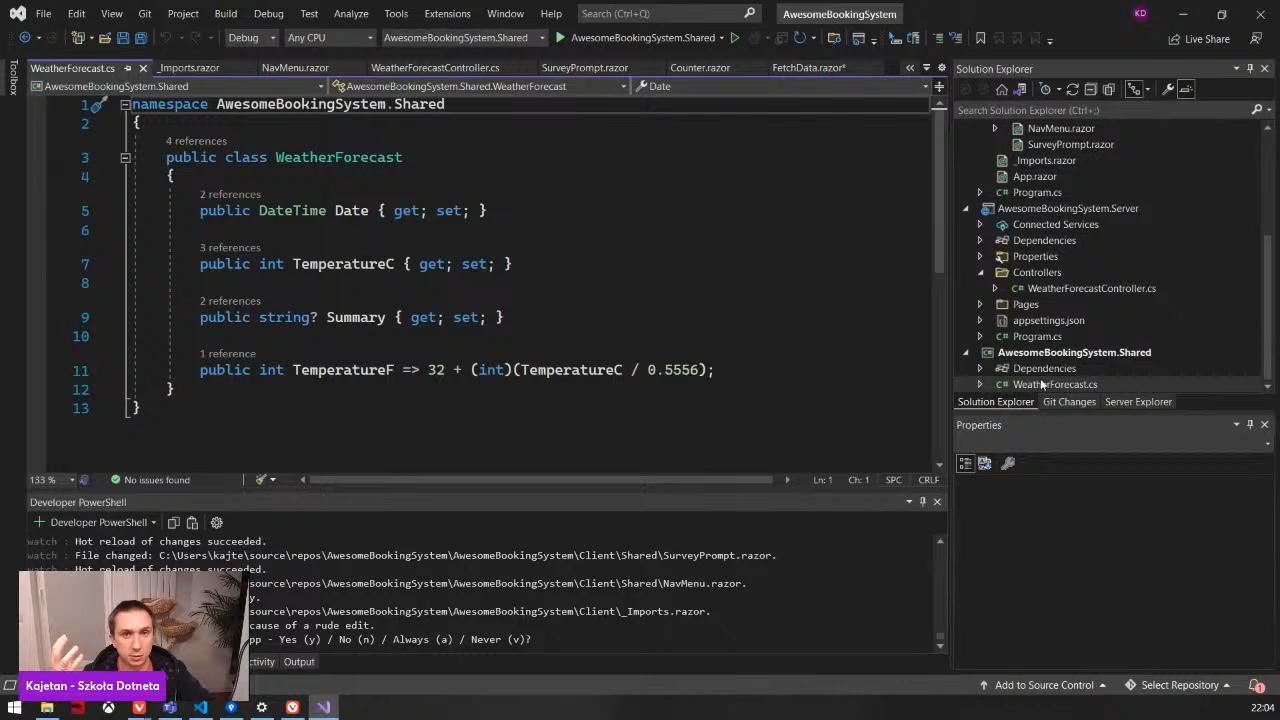 File Edit View Git Project Build Debug Test Analyze Tools Extensions Window Help Search (Ctrl+Q) AwesomeBookingSystem KD
Debug Any CPU AwesomeBookingSystem.Shared AwesomeBookingSystem.Shared Live Share
WeatherForecast.cs _Imports.razor NavMenu.razor WeatherForecastController.cs SurveyPrompt.razor Counter.razor FetchData.razor*
AwesomeBookingSystem.Shared AwesomeBookingSystem.Shared.WeatherForecast Date
Toolbox
1 namespace AwesomeBookingSystem.Shared
2 {
4 references
3 public class WeatherForecast
4 {
2 references
5 public DateTime Date { get; set; }
6
3 references
7 public int TemperatureC { get; set; }
8
2 references
9 public string? Summary { get; set; }
10
1 reference
11 public int TemperatureF => 32 + (int)(TemperatureC / 0.5556);
12 }
13 }
133 % No issues found Ln: 1 Ch: 1 SPC CRLF
Solution Explorer
Search Solution Explorer (Ctrl+;)
NavMenu.razor
SurveyPrompt.razor
_Imports.razor
App.razor
Program.cs
AwesomeBookingSystem.Server
Connected Services
Dependencies
Properties
Controllers
WeatherForecastController.cs
Pages
appsettings.json
Program.cs
AwesomeBookingSystem.Shared
Dependencies
WeatherForecast.cs
Solution Explorer Git Changes Server Explorer
Properties
Developer PowerShell
Developer PowerShell
watch : Hot reload of changes succeeded.
watch : File changed: C:\Users\kajte\source\repos\AwesomeBookingSystem\AwesomeBookingSystem\Client\Shared\SurveyPrompt.razor.
watch : Hot reload of changes succeeded.
\source\repos\AwesomeBookingSystem\AwesomeBookingSystem\Client\Shared\NavMenu.razor.
y.
\source\repos\AwesomeBookingSystem\AwesomeBookingSystem\Client\_Imports.razor.
cause of a rude edit.
pp - Yes (y) / No (n) / Always (a) / Never (v)?
ctivity Output
Kajetan - Szkoła Dotneta
Add to Source Control Select Repository 1
22:04